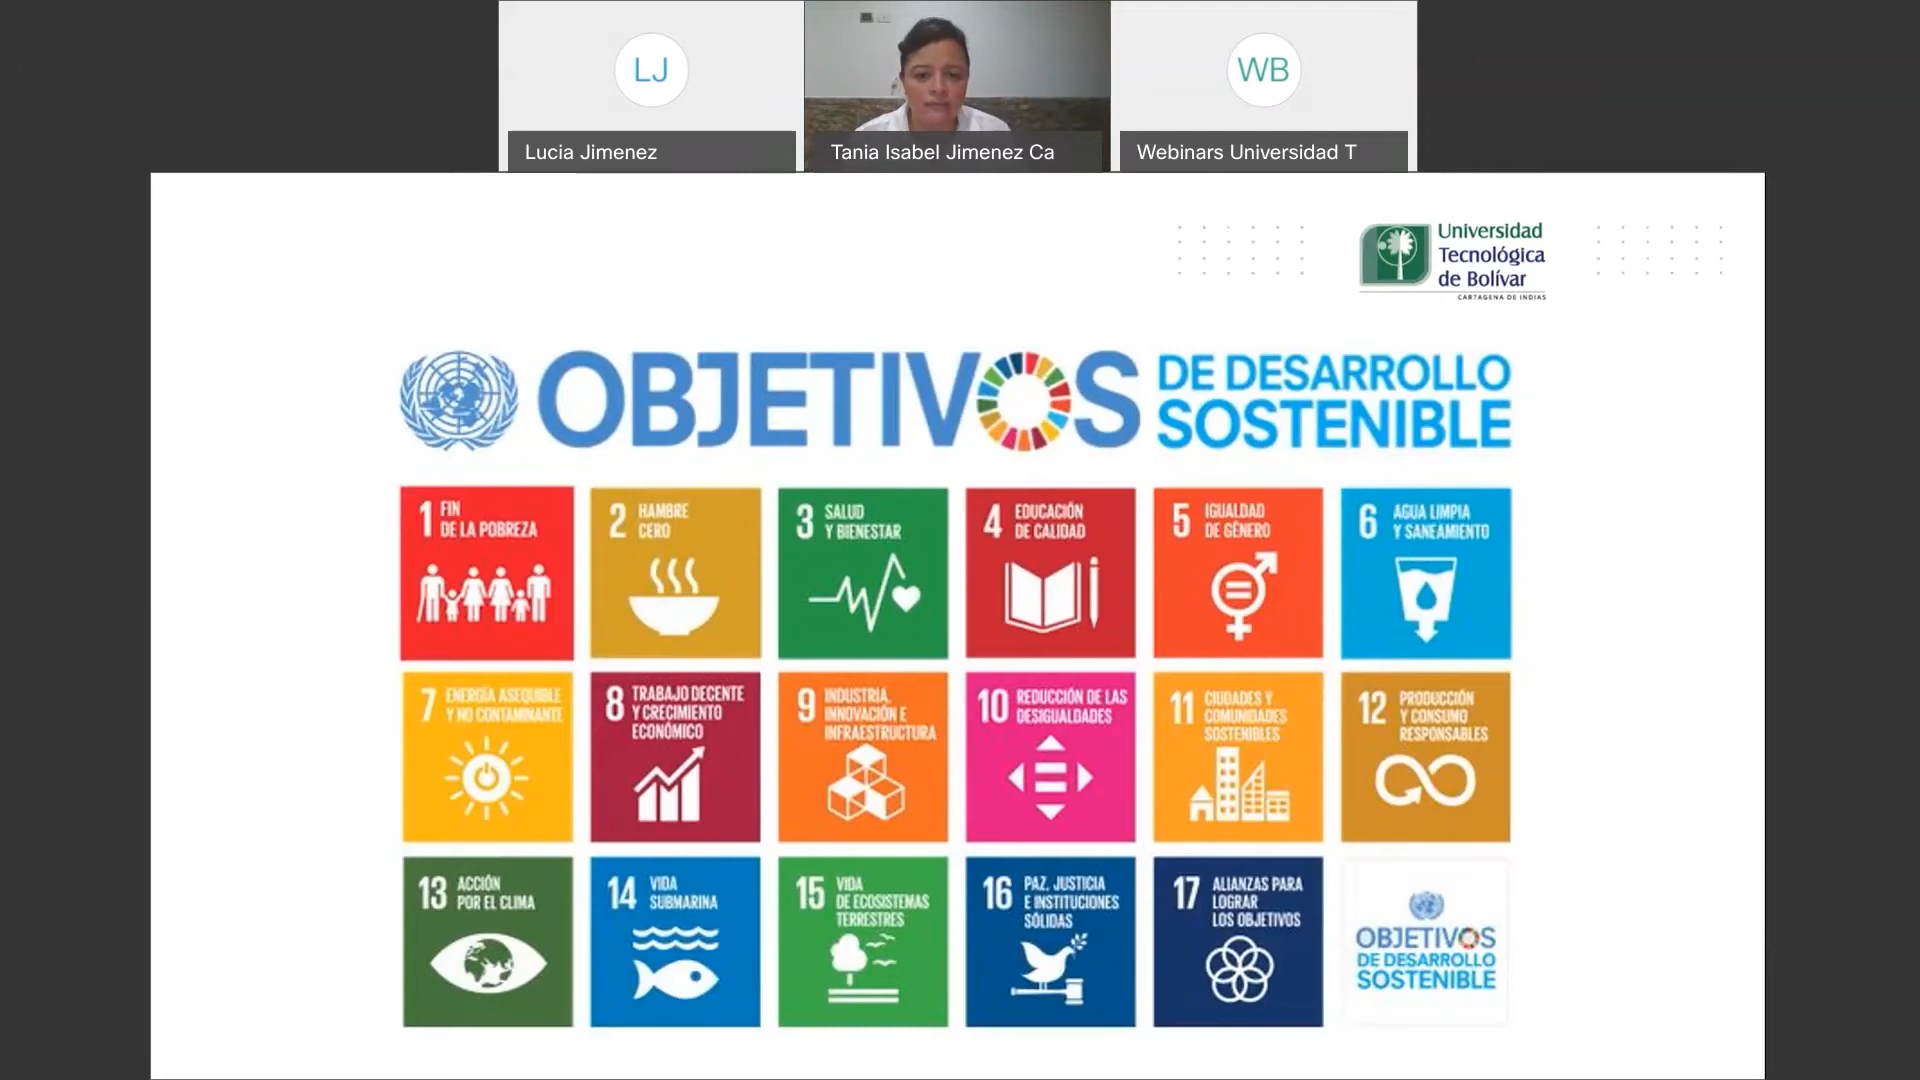 LJ
WB
Lucia Jimenez
Tania Isabel Jimenez Ca
Webinars Universidad T
Universidad
Tecnológica
de Bolívar
CARTAGENA DE INDIAS
OBJETIVOS
DE DESARROLLO
SOSTENIBLE
1 FIN
DE LA POBREZA
2 HAMBRE
CERO
3 SALUD
Y BIENESTAR
4 EDUCACIÓN
DE CALIDAD
5 IGUALDAD
DE GÉNERO
6 AGUA LIMPIA
Y SANEAMIENTO
7 ENERGÍA ASEQUIBLE
Y NO CONTAMINANTE
8 TRABAJO DECENTE
Y CRECIMIENTO
ECONÓMICO
9 INDUSTRIA,
INNOVACIÓN E
INFRAESTRUCTURA
10 REDUCCIÓN DE LAS
DESIGUALDADES
11 CIUDADES Y
COMUNIDADES
SOSTENIBLES
12 PRODUCCIÓN
Y CONSUMO
RESPONSABLES
13 ACCIÓN
POR EL CLIMA
14 VIDA
SUBMARINA
15 VIDA
DE ECOSISTEMAS
TERRESTRES
16 PAZ, JUSTICIA
E INSTITUCIONES
SÓLIDAS
17 ALIANZAS PARA
LOGRAR
LOS OBJETIVOS
OBJETIVOS
DE DESARROLLO
SOSTENIBLE